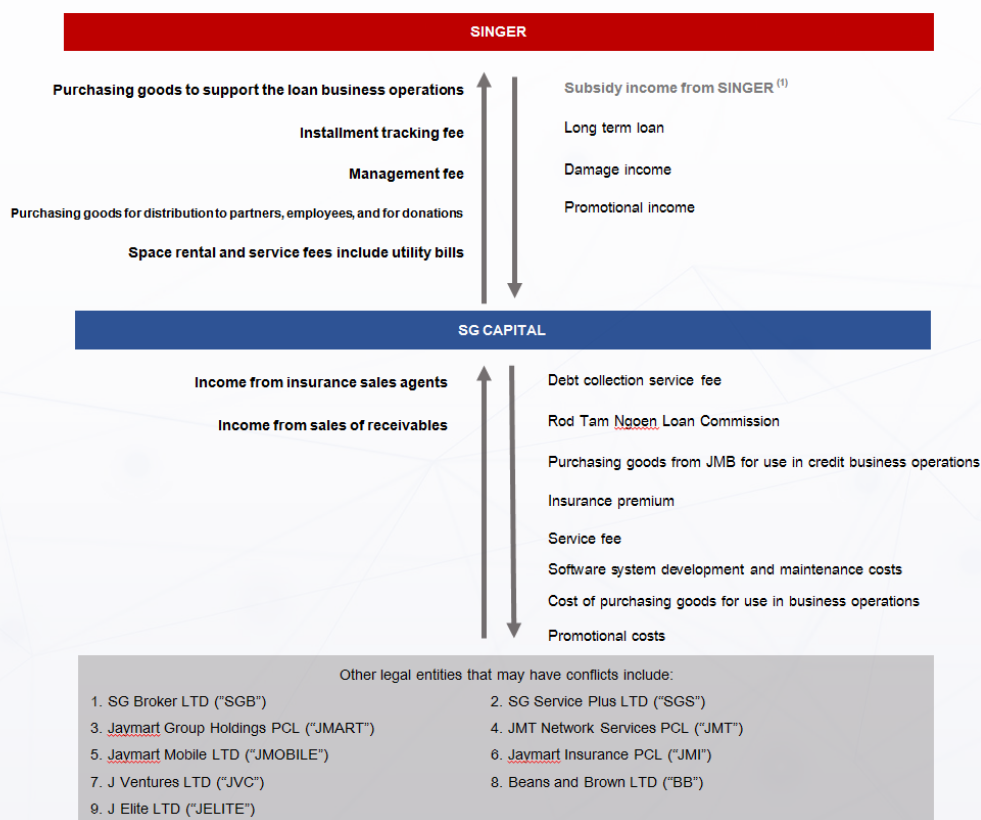 SINGER
Purchasing goods to support the loan business operations
Installment tracking fee
Management fee
Purchasing goods for distribution to partners, employees, and for donations
Space rental and service fees include utility bills
Subsidy income from SINGER (1)
Long term loan
Damage income
Promotional income
SG CAPITAL
Income from insurance sales agents
Income from sales of receivables
Debt collection service fee
Rod Tam Ngoen Loan Commission
Purchasing goods from JMB for use in credit business operations
Insurance premium
Service fee
Software system development and maintenance costs
Cost of purchasing goods for use in business operations
Promotional costs
Other legal entities that may have conflicts include:
1. SG Broker LTD ("SGB")
2. SG Service Plus LTD ("SGS")
3. Jaymart Group Holdings PCL ("JMART")
4. JMT Network Services PCL ("JMT")
5. Jaymart Mobile LTD ("JMOBILE")
6. Jaymart Insurance PCL ("JMI")
7. J Ventures LTD ("JVC")
8. Beans and Brown LTD ("BB")
9. J Elite LTD ("JELITE")